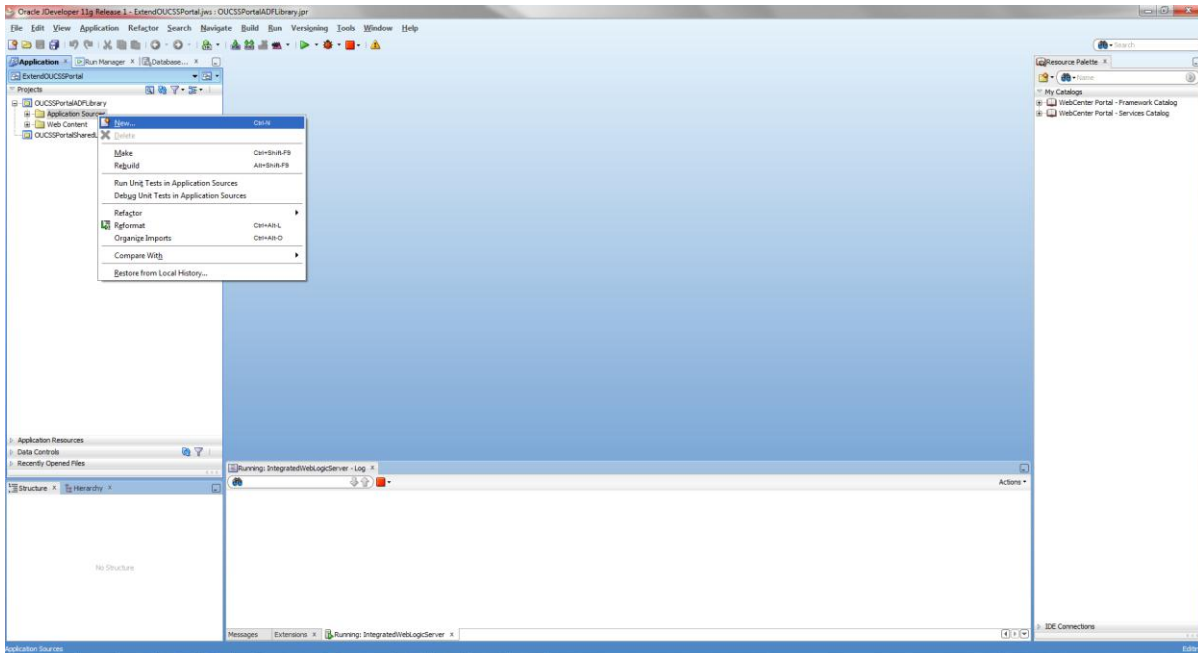 Oracle JDeveloper 11g Release 1 - ExtendOUCSSPortal.jws : OUCSSPortalADFLibrary.jpr
File Edit View Application Refactor Search Navigate Build Run Versioning Tools Window Help
Search
Application Run Manager Database...
Resource Palette
ExtendOUCSSPortal
Name
Projects
My Catalogs
OUCSSPortalADFLibrary
WebCenter Portal - Framework Catalog
Application Sources
WebCenter Portal - Services Catalog
Web Content
OUCSSPortalSharedL
New... Ctrl-N
Delete
Make Ctrl+Shift-F9
Rebuild Alt+Shift-F9
Run Unit Tests in Application Sources
Debug Unit Tests in Application Sources
Refactor
Reformat Ctrl+Alt-L
Organize Imports Ctrl+Alt-O
Compare With
Restore from Local History...
Application Resources
Data Controls
Recently Opened Files
Running: IntegratedWebLogicServer - Log
Actions
Structure Hierarchy
No Structure
Messages Extensions Running: IntegratedWebLogicServer
IDE Connections
Application Sources
Editin